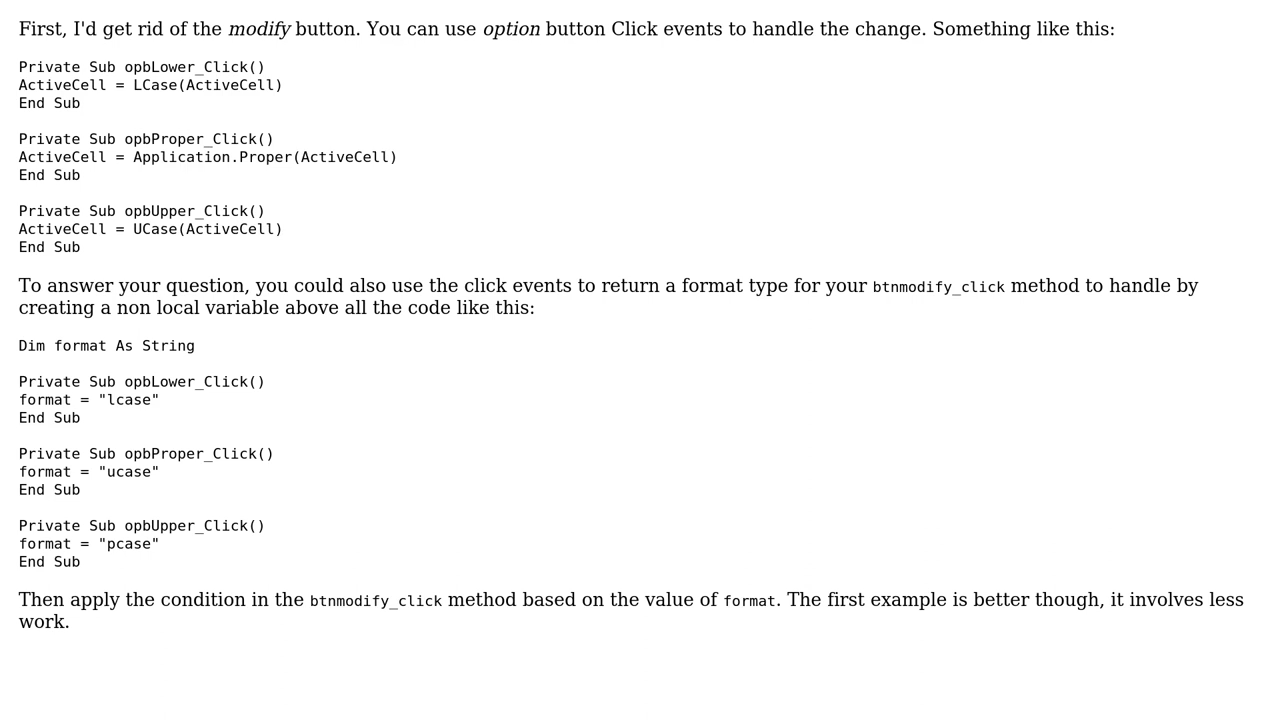 First, I'd get rid of the modify button. You can use option button Click events to handle the change. Something like this:
Private Sub opbLower_Click()
ActiveCell = LCase(ActiveCell)
End Sub
Private Sub opbProper_Click()
ActiveCell = Application.Proper(ActiveCell)
End Sub
Private Sub opbUpper_Click()
ActiveCell = UCase(ActiveCell)
End Sub
To answer your question, you could also use the click events to return a format type for your btnmodify_click method to handle by
creating a non local variable above all the code like this:
Dim format As String
Private Sub opbLower_Click()
format = "lcase"
End Sub
Private Sub opbProper_Click()
format = "ucase"
End Sub
Private Sub opbUpper_Click()
format = "pcase"
End Sub
Then apply the condition in the btnmodify_click method based on the value of format. The first example is better though, it involves less
work.